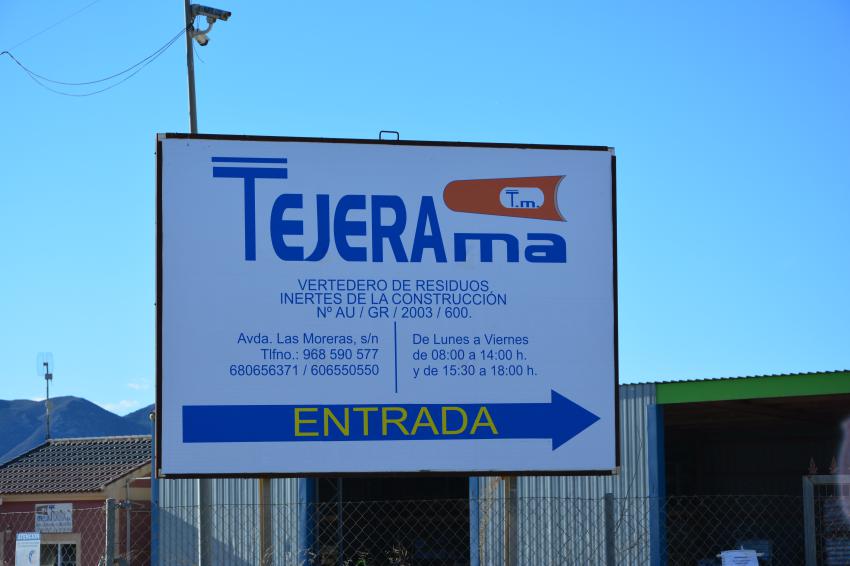 TEJERAma
T.m.
VERTEDERO DE RESIDUOS
INERTES DE LA CONSTRUCCIÓN
Nº AU / GR / 2003 / 600.
Avda. Las Moreras, s/n
Tlfno.: 968 590 577
680656371 / 606550550
De Lunes a Viernes
de 08:00 a 14:00 h.
y de 15:30 a 18:00 h.
ENTRADA
ATENCIÓN